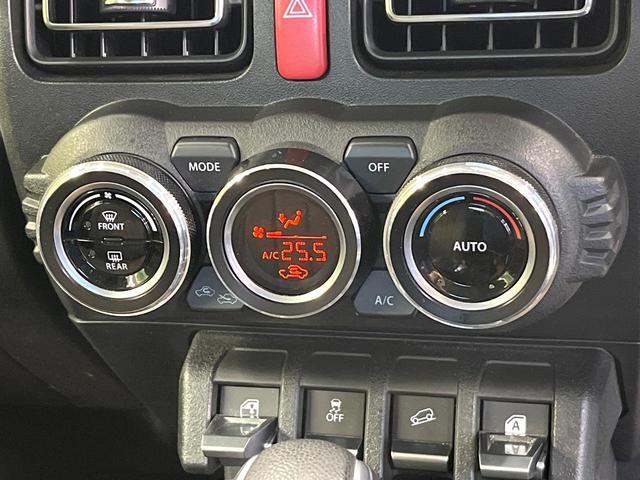 MODE
OFF
FRONT
REAR
A/C 25.5
AUTO
A/C
OFF
A